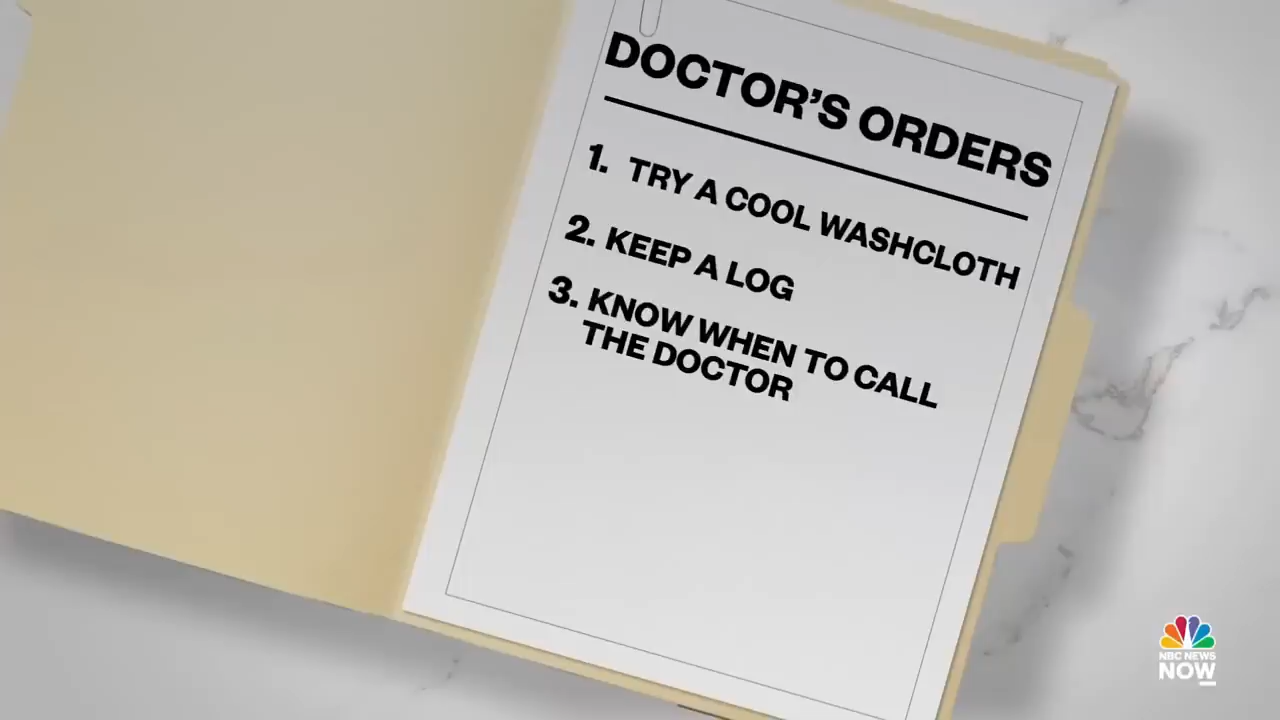 DOCTOR'S ORDERS
1. TRY A COOL WASHCLOTH
2. KEEP A LOG
3. KNOW WHEN TO CALL
THE DOCTOR
NBC NEWS
NOW